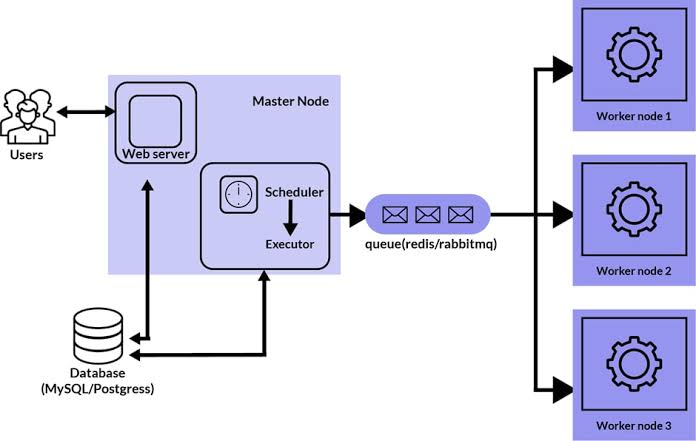 Master Node
Users
Web server
Scheduler
Executor
queue(redis/rabbitmq)
Worker node 1
Worker node 2
Worker node 3
Database
(MySQL/Postgress)